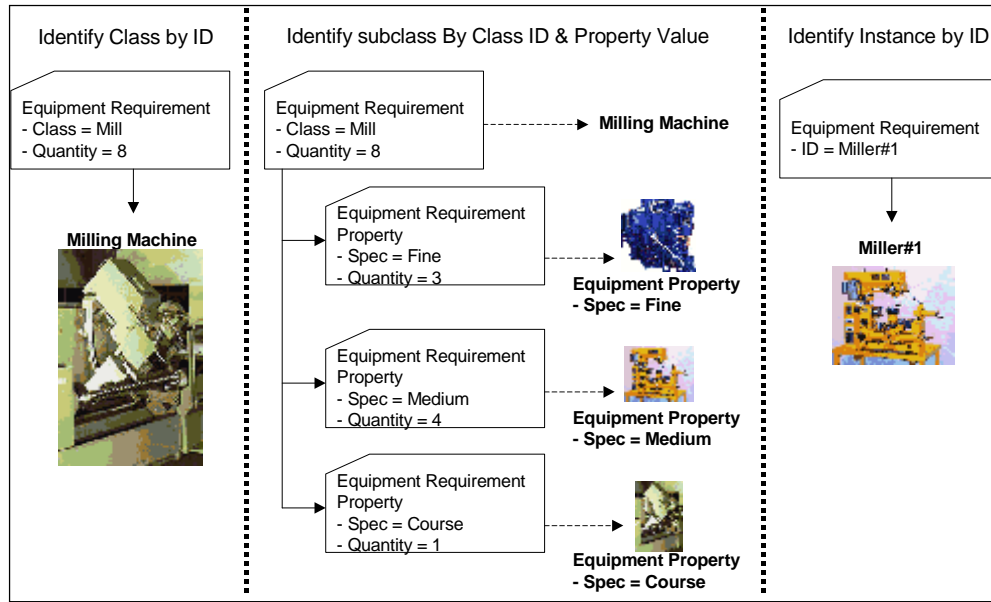 Identify Class by ID
Equipment Requirement
- Class = Mill
- Quantity = 8
Milling Machine
Identify subclass By Class ID & Property Value
Equipment Requirement
- Class = Mill
- Quantity = 8
Milling Machine
Equipment Requirement
Property
- Spec = Fine
- Quantity = 3
Equipment Property
- Spec = Fine
Equipment Requirement
Property
- Spec = Medium
- Quantity = 4
Equipment Property
- Spec = Medium
Equipment Requirement
Property
- Spec = Course
- Quantity = 1
Equipment Property
- Spec = Course
Identify Instance by ID
Equipment Requirement
- ID = Miller#1
Miller#1